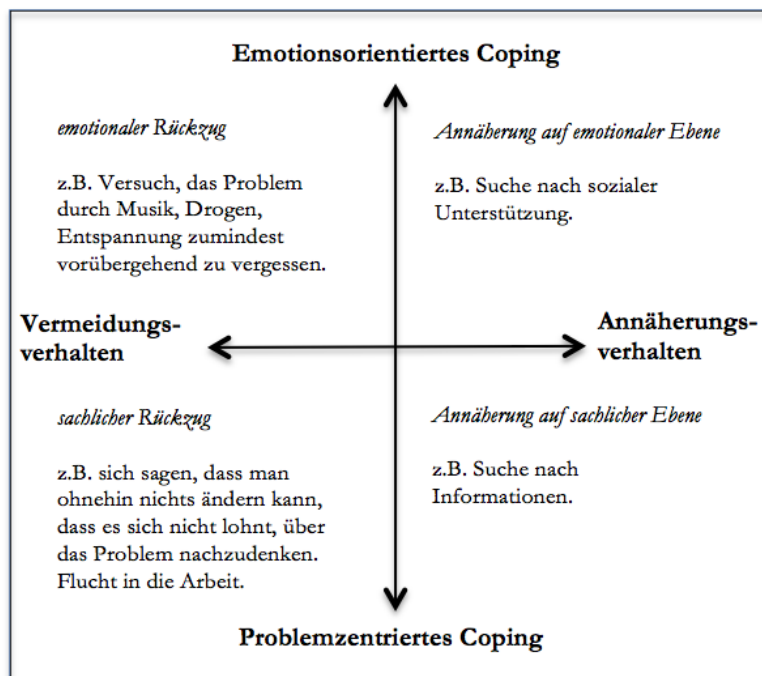 Emotionsorientiertes Coping
emotionaler Rückzug
z.B. Versuch, das Problem
durch Musik, Drogen,
Entspannung zumindest
vorübergehend zu vergessen.
Annäherung auf emotionaler Ebene
z.B. Suche nach sozialer
Unterstützung.
Vermeidungs-
verhalten
Annäherungs-
verhalten
sachlicher Rückzug
z.B. sich sagen, dass man
ohnehin nichts ändern kann,
dass es sich nicht lohnt, über
das Problem nachzudenken.
Flucht in die Arbeit.
Annäherung auf sachlicher Ebene
z.B. Suche nach
Informationen.
Problemzentriertes Coping